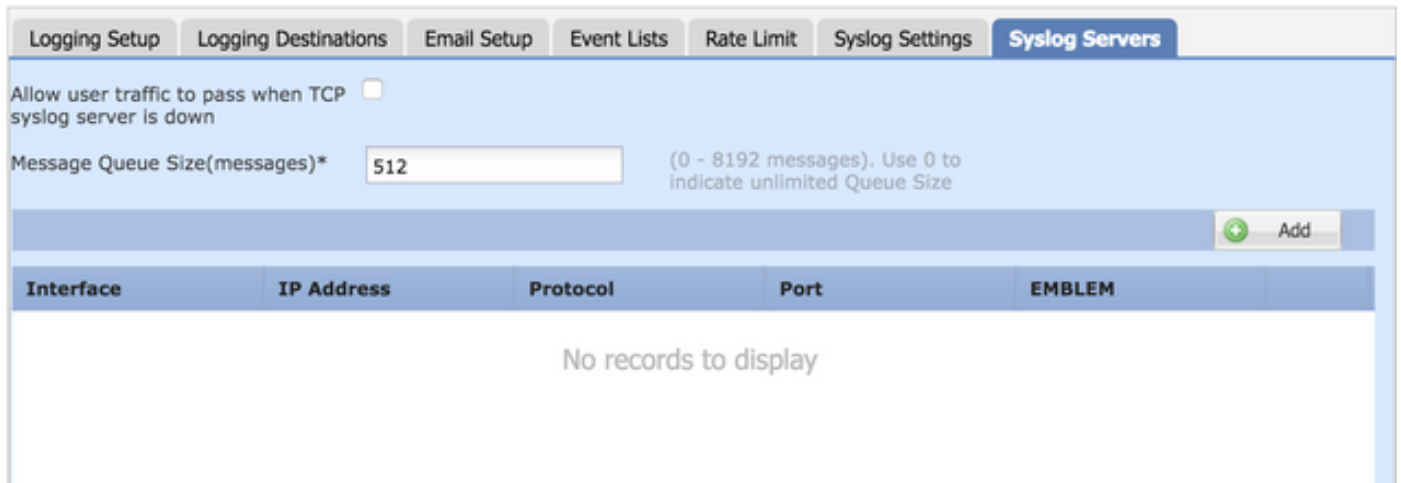 Logging Setup Logging Destinations Email Setup Event Lists Rate Limit Syslog Settings Syslog Servers
Allow user traffic to pass when TCP
syslog server is down
Message Queue Size(messages)* 512 (0 - 8192 messages). Use 0 to
indicate unlimited Queue Size
Add
Interface IP Address Protocol Port EMBLEM
No records to display